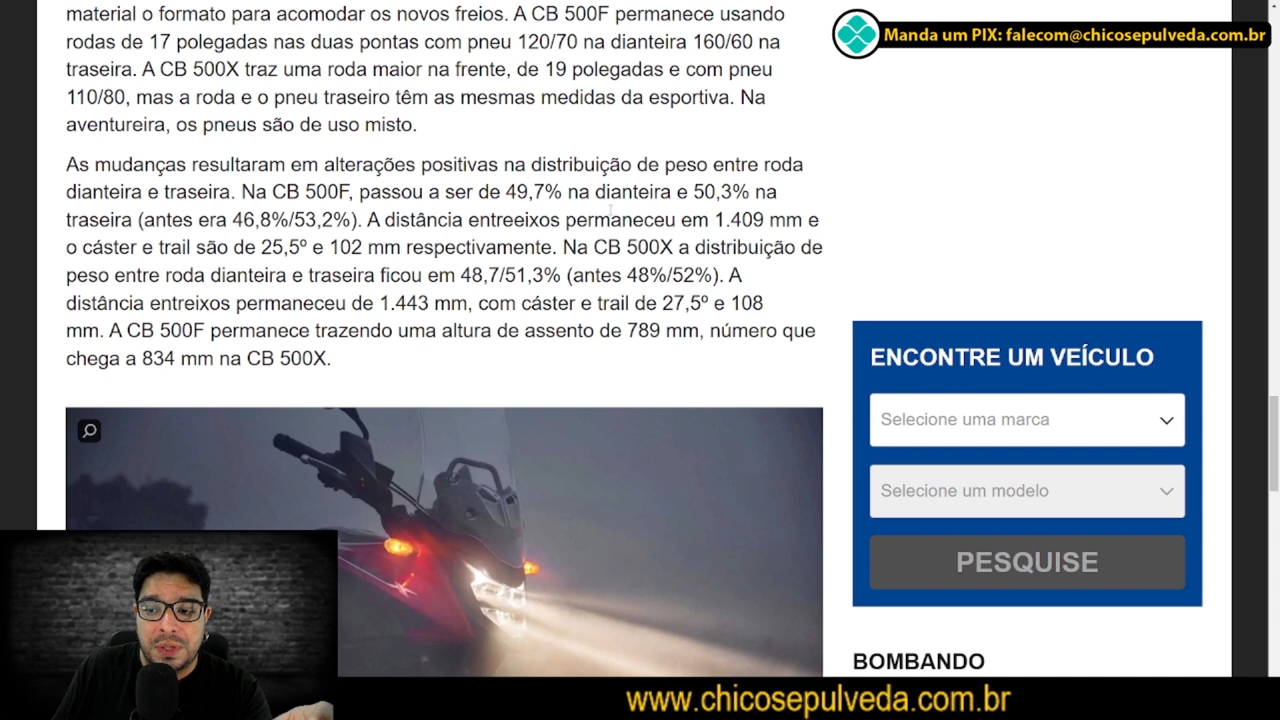 material o formato para acomodar os novos freios. A CB 500F permanece usando
rodas de 17 polegadas nas duas pontas com pneu 120/70 na dianteira 160/60 na
traseira. A CB 500X traz uma roda maior na frente, de 19 polegadas e com pneu
110/80, mas a roda e o pneu traseiro têm as mesmas medidas da esportiva. Na
aventureira, os pneus são de uso misto.
As mudanças resultaram em alterações positivas na distribuição de peso entre roda
dianteira e traseira. Na CB 500F, passou a ser de 49,7% na dianteira e 50,3% na
traseira (antes era 46,8%/53,2%). A distância entreeixos permaneceu em 1.409 mm e
o cáster e trail são de 25,5º e 102 mm respectivamente. Na CB 500X a distribuição de
peso entre roda dianteira e traseira ficou em 48,7/51,3% (antes 48%/52%). A
distância entreixos permaneceu de 1.443 mm, com cáster e trail de 27,5º e 108
mm. A CB 500F permanece trazendo uma altura de assento de 789 mm, número que
chega a 834 mm na CB 500X.
Manda um PIX: falecom@chicosepulveda.com.br
ENCONTRE UM VEÍCULO
Selecione uma marca
Selecione um modelo
PESQUISE
BOMBANDO
www.chicosepulveda.com.br